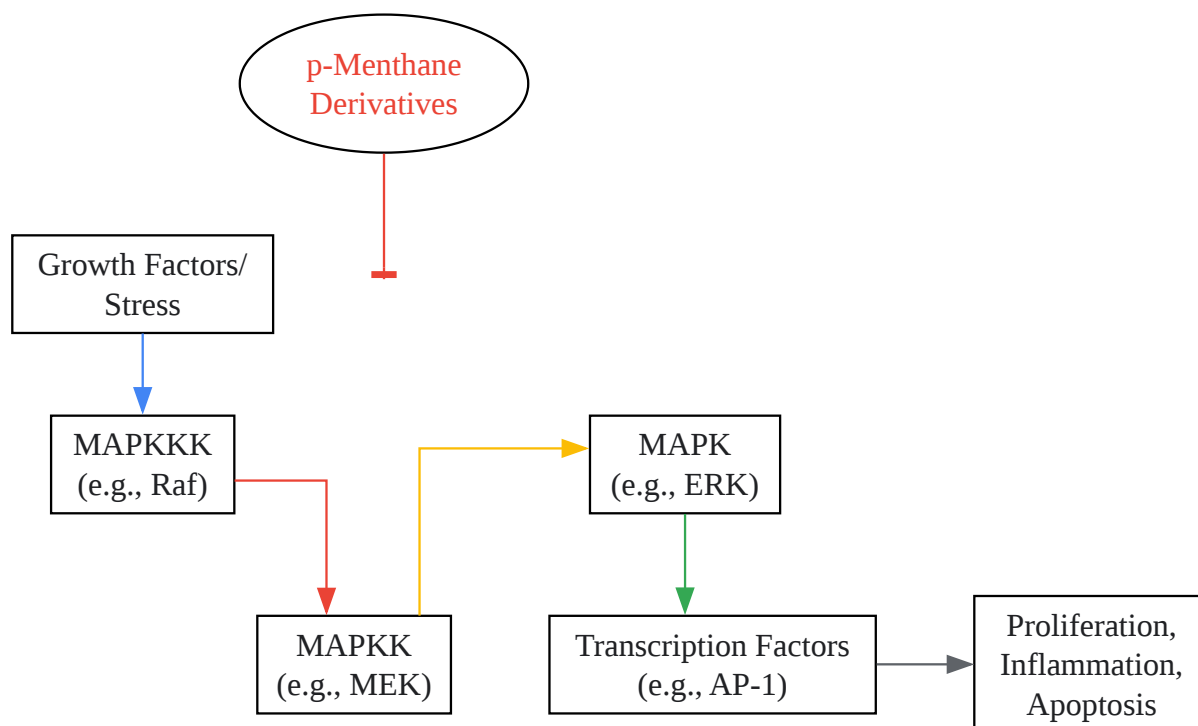 p-Menthane
Derivatives
Growth Factors/
Stress
MAPKKK
(e.g., Raf)
MAPK
(e.g., ERK)
MAPKK
(e.g., MEK)
Transcription Factors
(e.g., AP-1)
Proliferation,
Inflammation,
Apoptosis